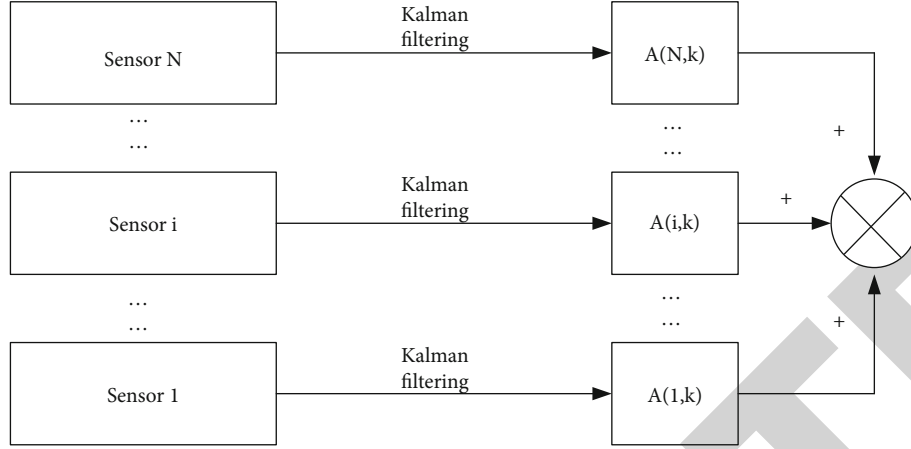 Kalman
filtering
Sensor N
A(N,k)
...
...
...
...
+
Kalman
filtering
+
Sensor i
A(i,k)
...
...
...
...
+
Kalman
filtering
Sensor 1
A(1,k)